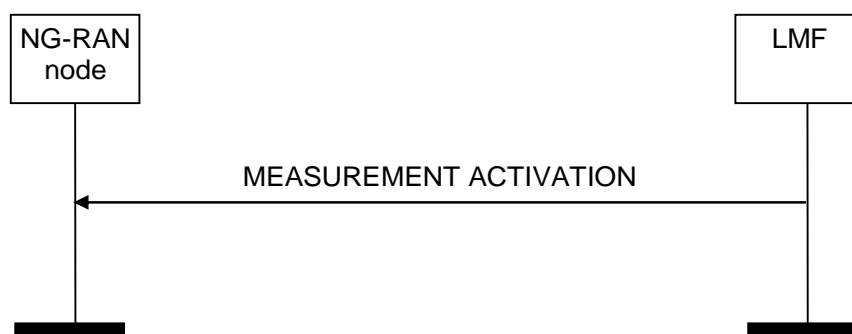 NG-RAN
node
LMF
MEASUREMENT ACTIVATION